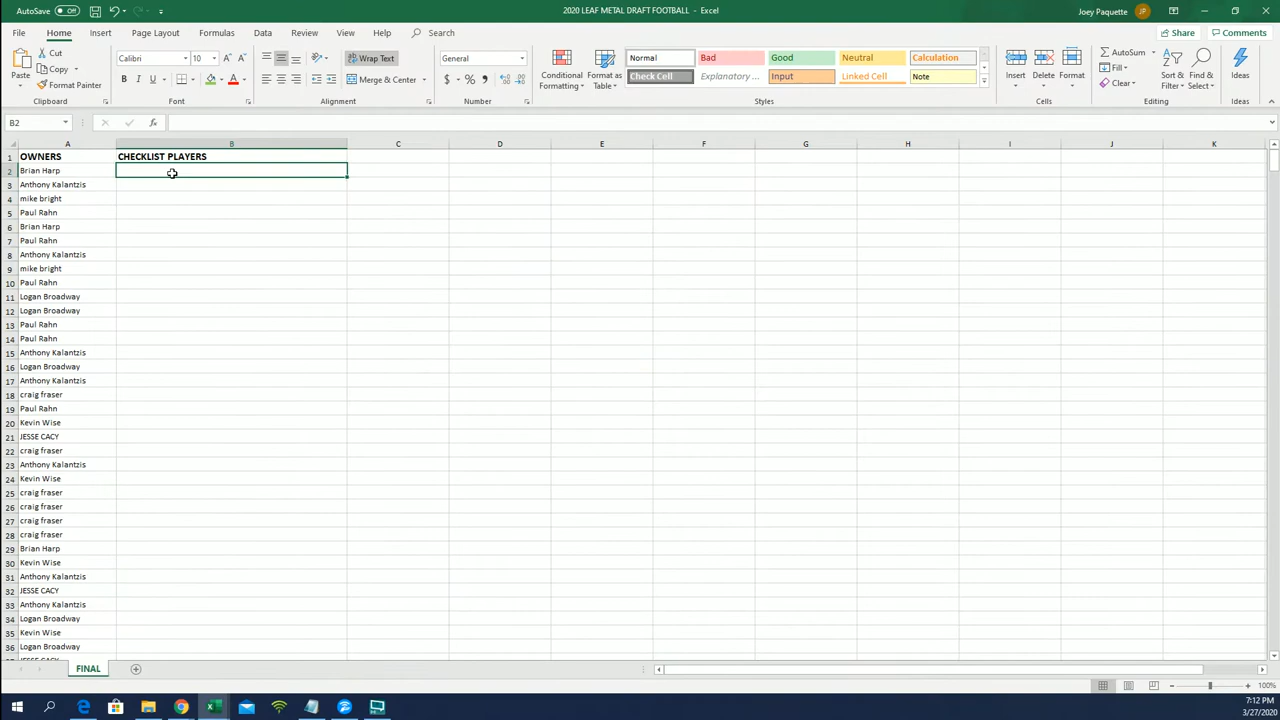 AutoSave Off 2020 LEAF METAL DRAFT FOOTBALL - Excel Joey Paquette JF
File Home Insert Page Layout Formulas Data Review View Help Search Share Comments
Paste Cut Copy Format Painter Clipboard
Calibri 10 B I U A Font
Wrap Text Merge & Center Alignment
General $ % Number
Conditional Formatting Format as Table
Normal Bad Good Neutral Calculation
Check Cell Explanatory ... Input Linked Cell Note
Styles
Insert Delete Format Cells
AutoSum Fill Clear Sort & Filter Find & Select Editing
Ideas Ideas
B2 fx
A B C D E F G H I J K
1 OWNERS CHECKLIST PLAYERS
2 Brian Harp
3 Anthony Kalantzis
4 mike bright
5 Paul Rahn
6 Brian Harp
7 Paul Rahn
8 Anthony Kalantzis
9 mike bright
10 Paul Rahn
11 Logan Broadway
12 Logan Broadway
13 Paul Rahn
14 Paul Rahn
15 Anthony Kalantzis
16 Logan Broadway
17 Anthony Kalantzis
18 craig fraser
19 Paul Rahn
20 Kevin Wise
21 JESSE CACY
22 craig fraser
23 Anthony Kalantzis
24 Kevin Wise
25 craig fraser
26 craig fraser
27 craig fraser
28 craig fraser
29 Brian Harp
30 Kevin Wise
31 Anthony Kalantzis
32 JESSE CACY
33 Anthony Kalantzis
34 Logan Broadway
35 Kevin Wise
36 Logan Broadway
JESSE CACY
FINAL
100%
7:12 PM
3/27/2020